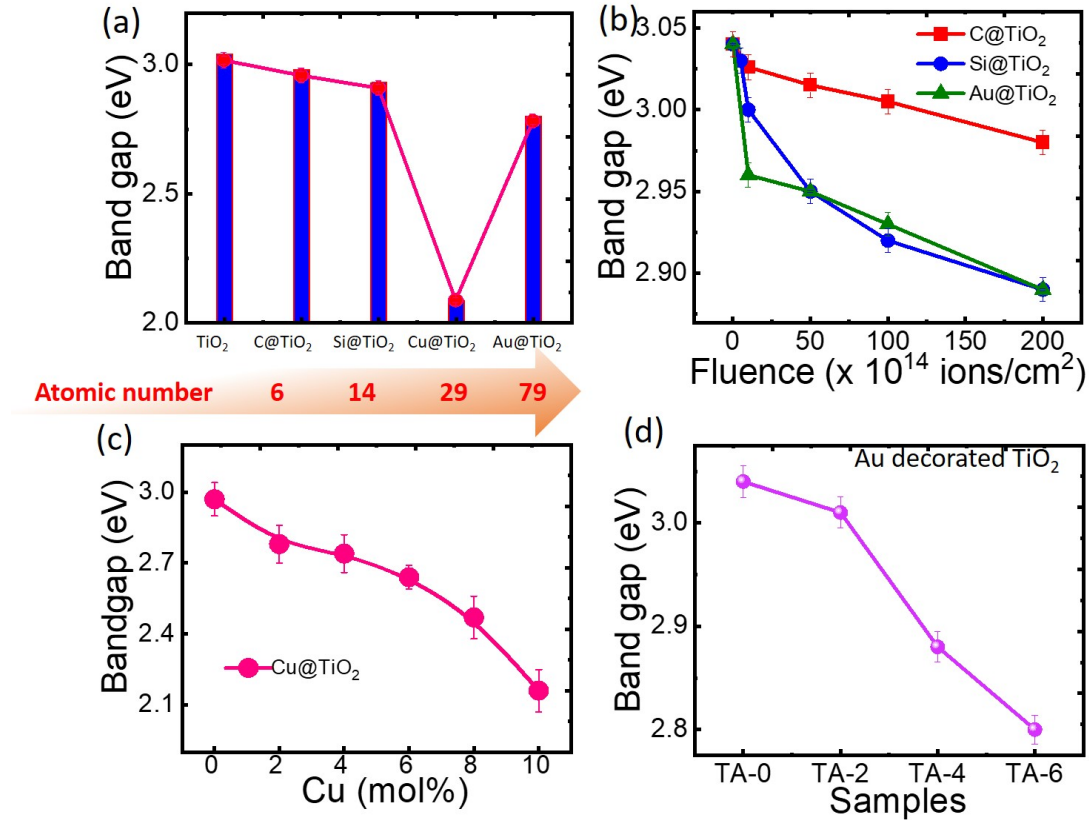 (a)
Band gap (eV)
3.0
2.5
2.0
TiO₂ C@TiO₂ Si@TiO₂ Cu@TiO₂ Au@TiO₂
Atomic number 6 14 29 79
(b)
Band gap (eV)
3.05
3.00
2.95
2.90
C@TiO₂
Si@TiO₂
Au@TiO₂
0 50 100 150 200
Fluence (x 10¹⁴ ions/cm²)
(c)
Bandgap (eV)
3.0
2.7
2.4
2.1
Cu@TiO₂
0 2 4 6 8 10
Cu (mol%)
(d)
Au decorated TiO₂
Band gap (eV)
3.0
2.9
2.8
TA-0 TA-2 TA-4 TA-6
Samples